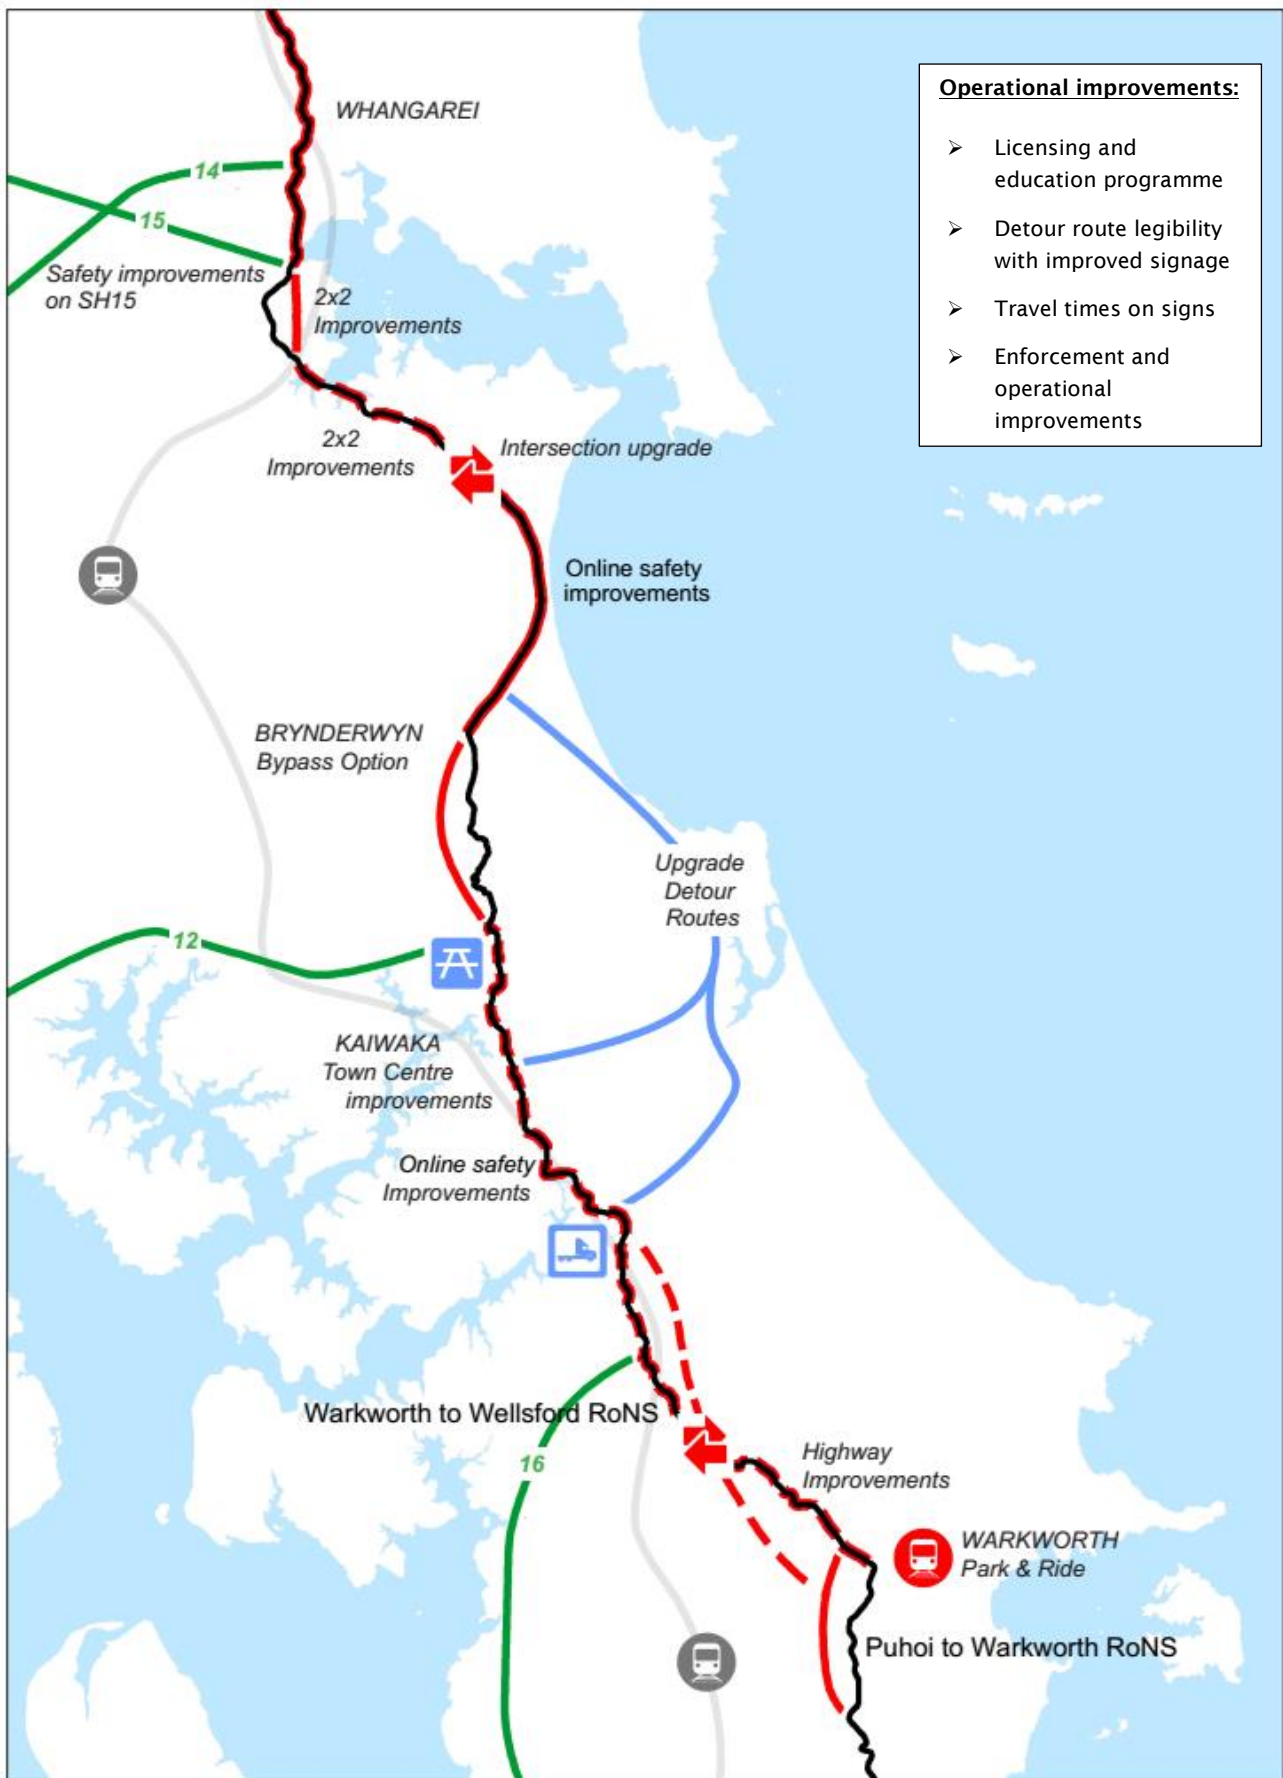 Operational improvements:
➢ Licensing and
education programme
➢ Detour route legibility
with improved signage
➢ Travel times on signs
➢ Enforcement and
operational
improvements
WHANGAREI
14
15
Safety improvements
on SH15
2x2
Improvements
2x2
Improvements
Intersection upgrade
Online safety
improvements
BRYNDERWYN
Bypass Option
Upgrade
Detour
Routes
12
KAIWAKA
Town Centre
improvements
Online safety
Improvements
Warkworth to Wellsford RoNS
16
Highway
Improvements
WARKWORTH
Park & Ride
Puhoi to Warkworth RoNS